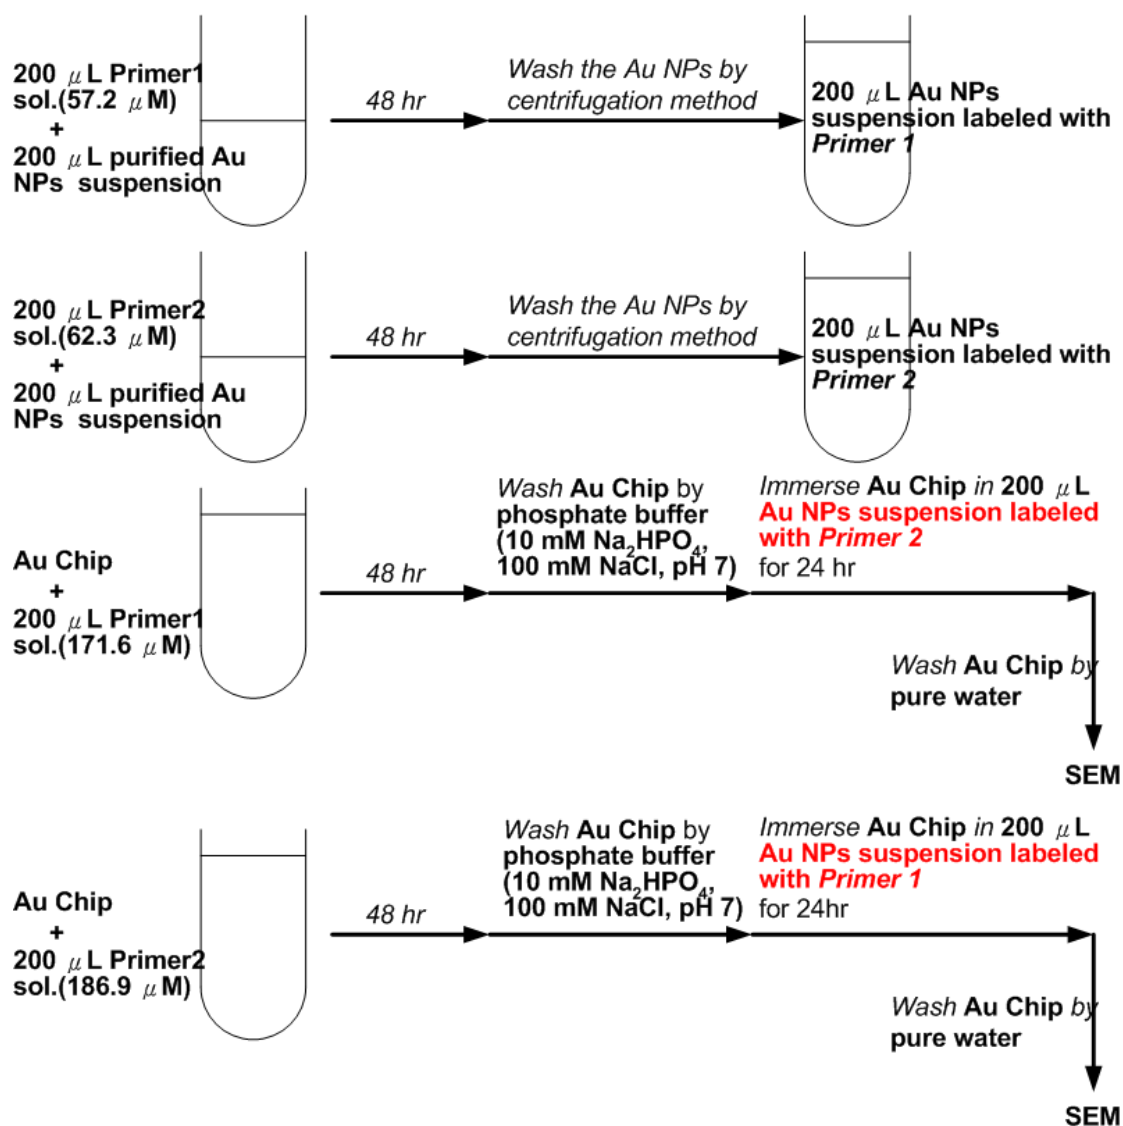 200 μL Primer1
sol.(57.2 μM)
+
200 μL purified Au
NPs suspension
48 hr
Wash the Au NPs by
centrifugation method
200 μL Au NPs
suspension labeled with
Primer 1
200 μL Primer2
sol.(62.3 μM)
+
200 μL purified Au
NPs suspension
48 hr
Wash the Au NPs by
centrifugation method
200 μL Au NPs
suspension labeled with
Primer 2
Au Chip
+
200 μL Primer1
sol.(171.6 μM)
48 hr
Wash Au Chip by
phosphate buffer
(10 mM Na₂HPO₄,
100 mM NaCl, pH 7)
Immerse Au Chip in 200 μL
Au NPs suspension labeled
with Primer 2
for 24 hr
Wash Au Chip by
pure water
SEM
Au Chip
+
200 μL Primer2
sol.(186.9 μM)
48 hr
Wash Au Chip by
phosphate buffer
(10 mM Na₂HPO₄,
100 mM NaCl, pH 7)
Immerse Au Chip in 200 μL
Au NPs suspension labeled
with Primer 1
for 24hr
Wash Au Chip by
pure water
SEM